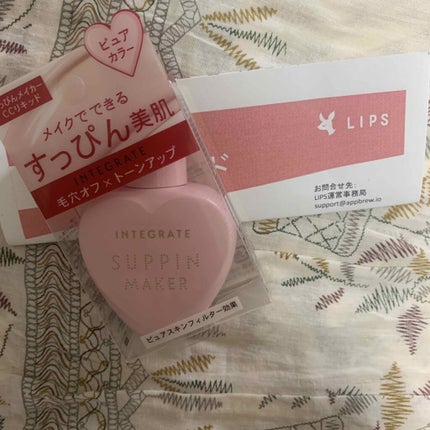 ピュア
カラー
っぴんメイカー
CCリキッド
メイクでできる
すっぴん美肌
INTEGRATE
毛穴オフ×トーンアップ
INTEGRATE
SUPPIN
MAKER
ピュアスキンフィルター効果
LIPS
ド
お問合せ先:
LIPS運営事務局
support@appbrew.io